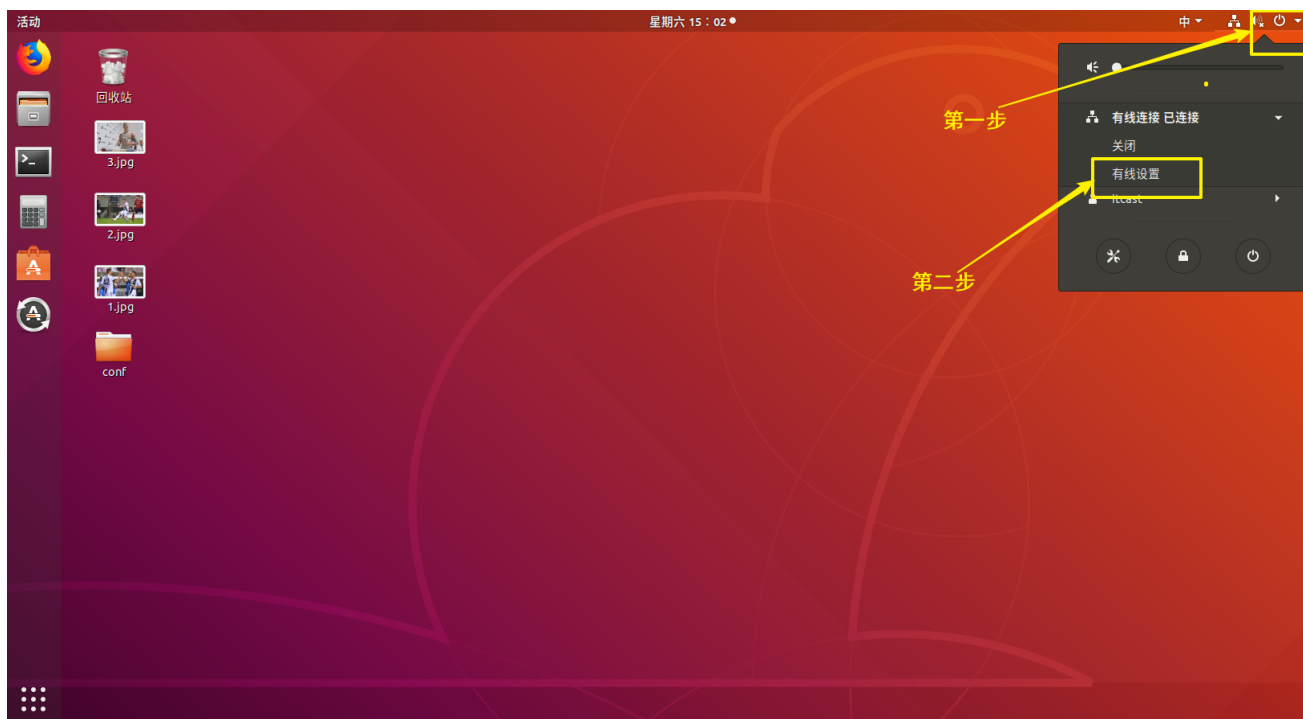 活动
星期六 15：02
中
回收站
3.jpg
2.jpg
1.jpg
conf
第一步
有线连接 已连接
关闭
有线设置
itcast
第二步